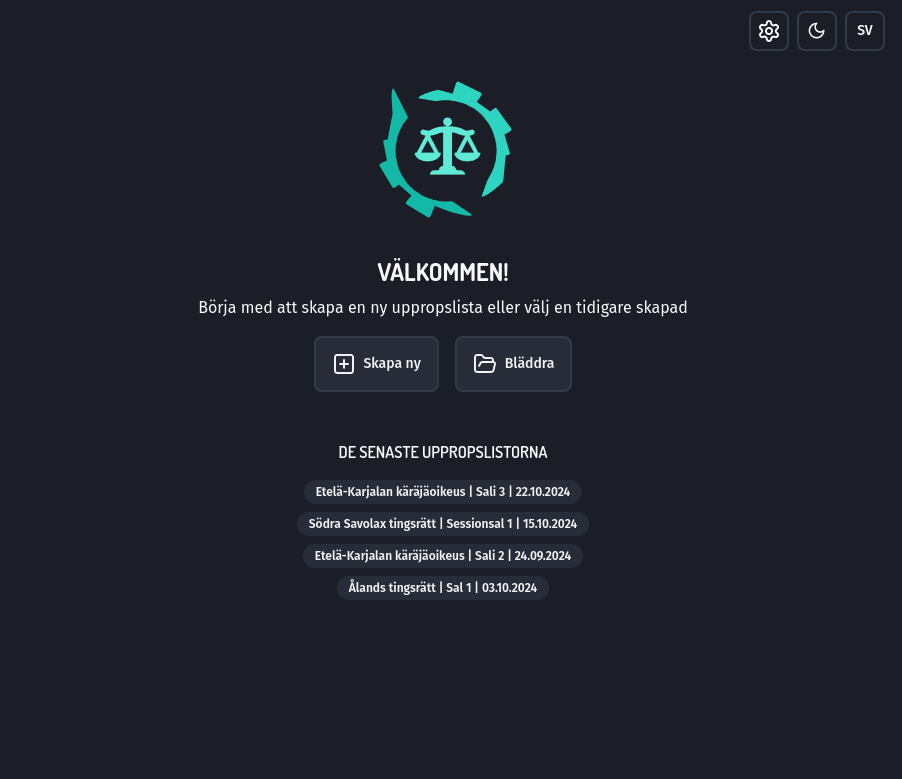 SV
VÄLKOMMEN!
Börja med att skapa en ny uppropslista eller välj en tidigare skapad
Skapa ny
Bläddra
DE SENASTE UPPROPSLISTORNA
Etelä-Karjalan käräjäoikeus | Sali 3 | 22.10.2024
Södra Savolax tingsrätt | Sessionsal 1 | 15.10.2024
Etelä-Karjalan käräjäoikeus | Sali 2 | 24.09.2024
Ålands tingsrätt | Sal 1 | 03.10.2024